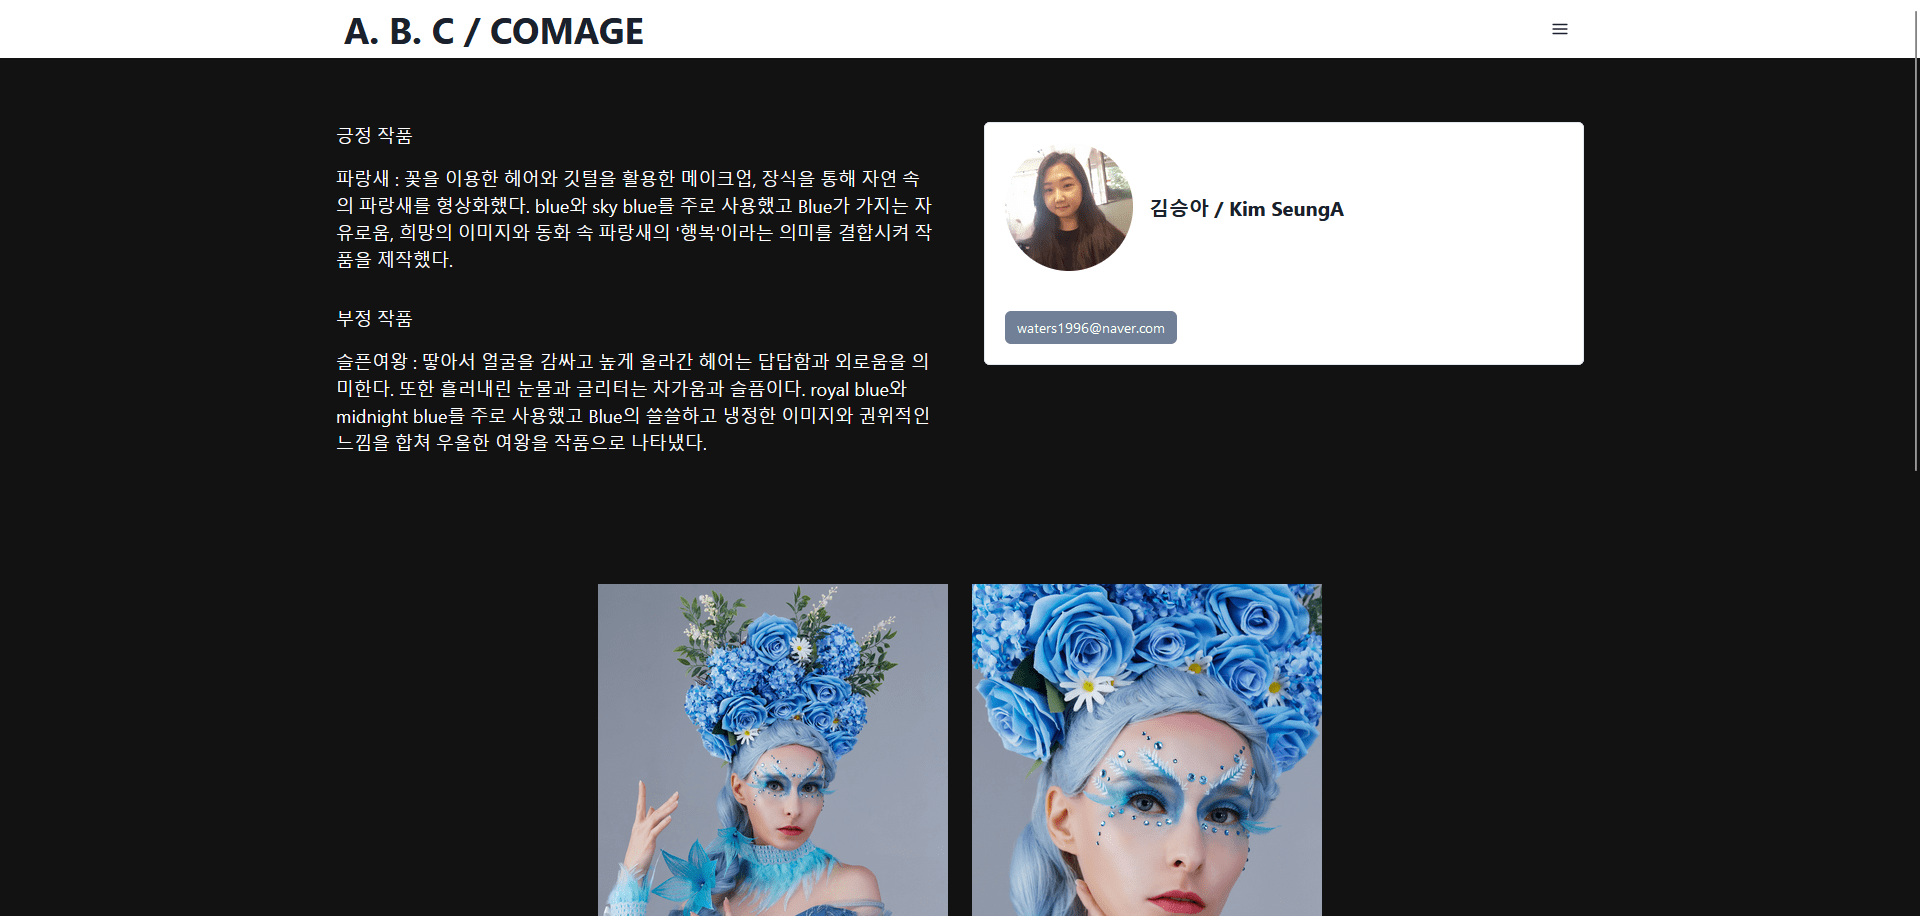 A. B. C / COMAGE
긍정 작품
파랑새 : 꽃을 이용한 헤어와 깃털을 활용한 메이크업, 장식을 통해 자연 속
의 파랑새를 형상화했다. blue와 sky blue를 주로 사용했고 Blue가 가지는 자
유로움, 희망의 이미지와 동화 속 파랑새의 '행복'이라는 의미를 결합시켜 작
품을 제작했다.
부정 작품
슬픈여왕 : 땋아서 얼굴을 감싸고 높게 올라간 헤어는 답답함과 외로움을 의
미한다. 또한 흘러내린 눈물과 글리터는 차가움과 슬픔이다. royal blue와
midnight blue를 주로 사용했고 Blue의 쓸쓸하고 냉정한 이미지와 권위적인
느낌을 합쳐 우울한 여왕을 작품으로 나타냈다.
김승아 / Kim SeungA
waters1996@naver.com